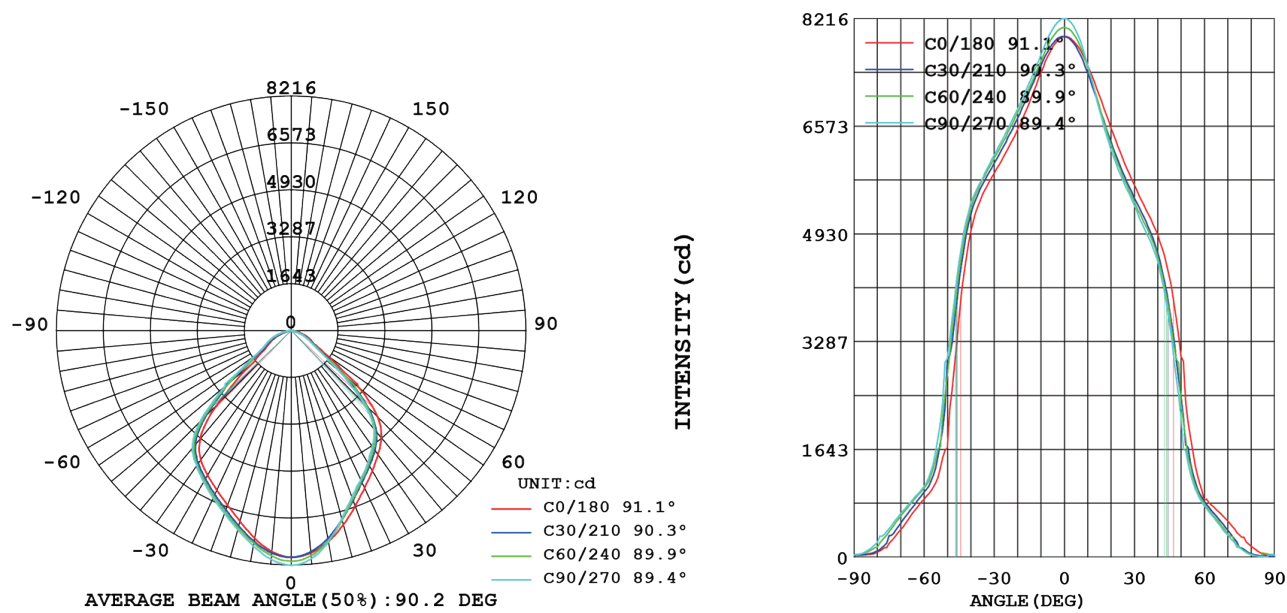 8216
-150
150
6573
4930
-120
120
3287
1643
-90
0
90
-60
60
UNIT:cd
C0/180 91.1°
C30/210 90.3°
-30
30
C60/240 89.9°
C90/270 89.4°
0
AVERAGE BEAM ANGLE(50%):90.2 DEG
8216
C0/180 91.1°
C30/210 90.3°
C60/240 89.9°
C90/270 89.4°
6573
4930
INTENSITY(cd)
3287
1643
0
-90
-30
0
30
60
90
ANGLE(DEG)